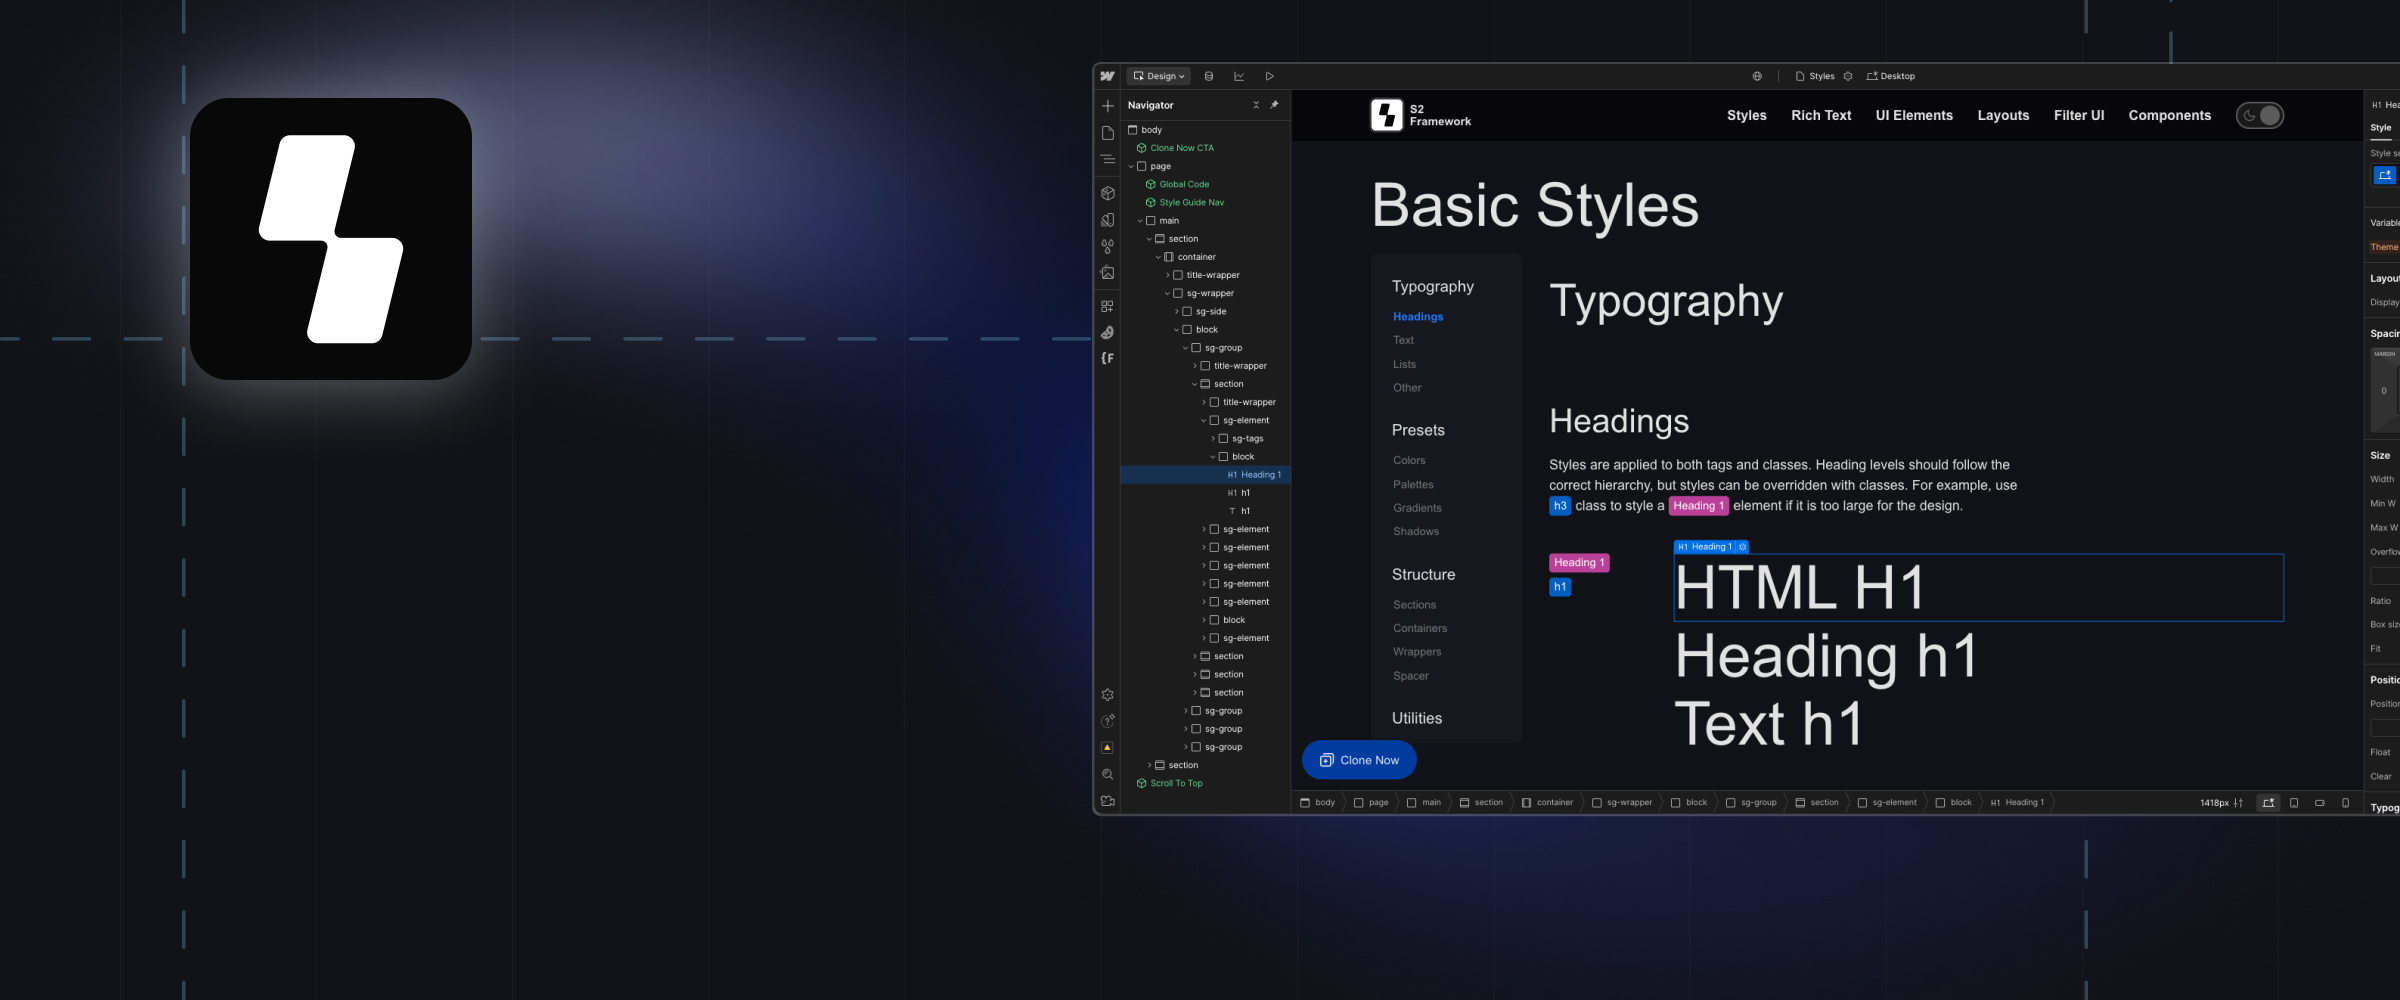 Design
Styles
Desktop
Navigator
body
Clone Now CTA
page
Global Code
Style Guide Nav
main
section
container
title-wrapper
sg-wrapper
sg-side
block
sg-group
title-wrapper
section
title-wrapper
sg-element
sg-tags
block
H1 Heading 1
H1 h1
T h1
sg-element
sg-element
sg-element
sg-element
sg-element
block
sg-element
section
section
section
sg-group
sg-group
sg-group
section
Scroll To Top
{F
S2
Framework
Styles
Rich Text
UI Elements
Layouts
Filter UI
Components
Basic Styles
Typography
Headings
Text
Lists
Other
Presets
Colors
Palettes
Gradients
Shadows
Structure
Sections
Containers
Wrappers
Spacer
Utilities
Clone Now
Typography
Headings
Styles are applied to both tags and classes. Heading levels should follow the
correct hierarchy, but styles can be overridden with classes. For example, use
h3 class to style a Heading 1 element if it is too large for the design.
Heading 1
h1
H1 Heading 1
HTML H1
Heading h1
Text h1
body
page
main
section
container
sg-wrapper
block
sg-group
section
sg-element
block
H1 Heading 1
1418px
H1 Hea
Style
Style se
Variable
Theme
Layou
Display
Spacin
MARGIN
0
Size
Width
Min W
Max W
Overflow
Ratio
Box size
Fit
Positio
Position
Float
Clear
Typog